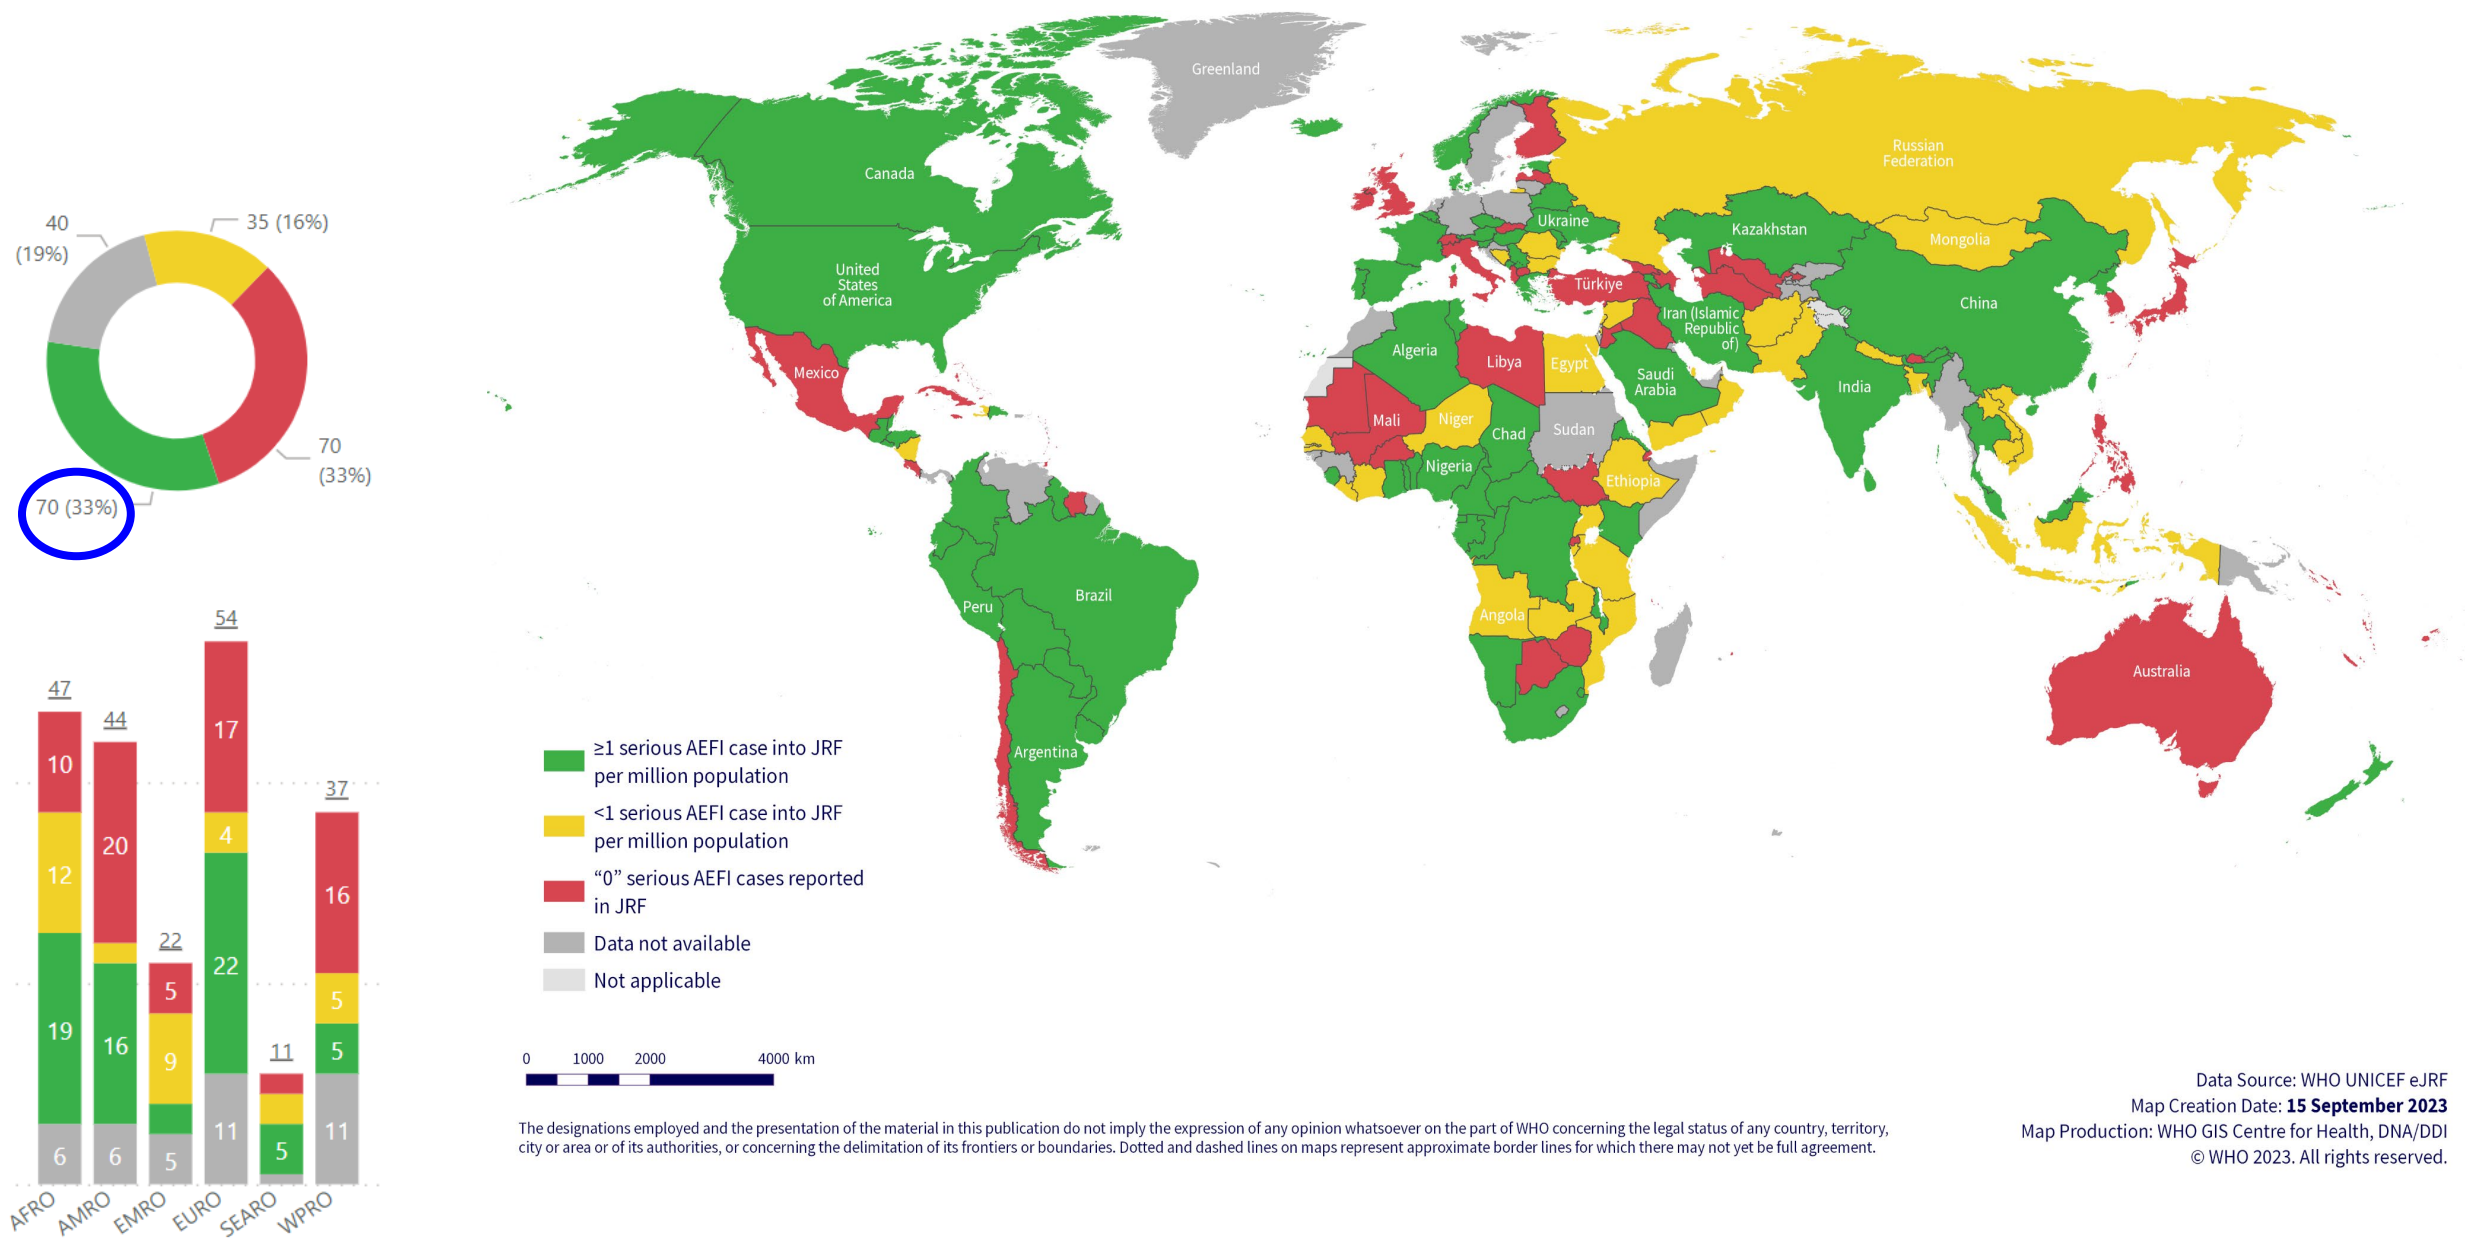 40
(19%)
35 (16%)
70
(33%)
70 (33%)
54
47
44
37
22
11
10
12
19
6
20
16
6
5
9
5
17
4
22
11
5
16
5
5
11
AFRO
AMRO
EMRO
EURO
SEARO
WPRO
Greenland
Canada
United
States
of America
Mexico
Peru
Brazil
Argentina
Russian
Federation
Ukraine
Kazakhstan
Mongolia
Türkiye
China
Iran (Islamic
Republic
of)
Algeria
Libya
Egypt
Saudi
Arabia
India
Mali
Niger
Chad
Sudan
Nigeria
Ethiopia
Angola
Australia
≥1 serious AEFI case into JRF
per million population
<1 serious AEFI case into JRF
per million population
“0” serious AEFI cases reported
in JRF
Data not available
Not applicable
0 1000 2000 4000 km
The designations employed and the presentation of the material in this publication do not imply the expression of any opinion whatsoever on the part of WHO concerning the legal status of any country, territory,
city or area or of its authorities, or concerning the delimitation of its frontiers or boundaries. Dotted and dashed lines on maps represent approximate border lines for which there may not yet be full agreement.
Data Source: WHO UNICEF eJRF
Map Creation Date: 15 September 2023
Map Production: WHO GIS Centre for Health, DNA/DDI
© WHO 2023. All rights reserved.